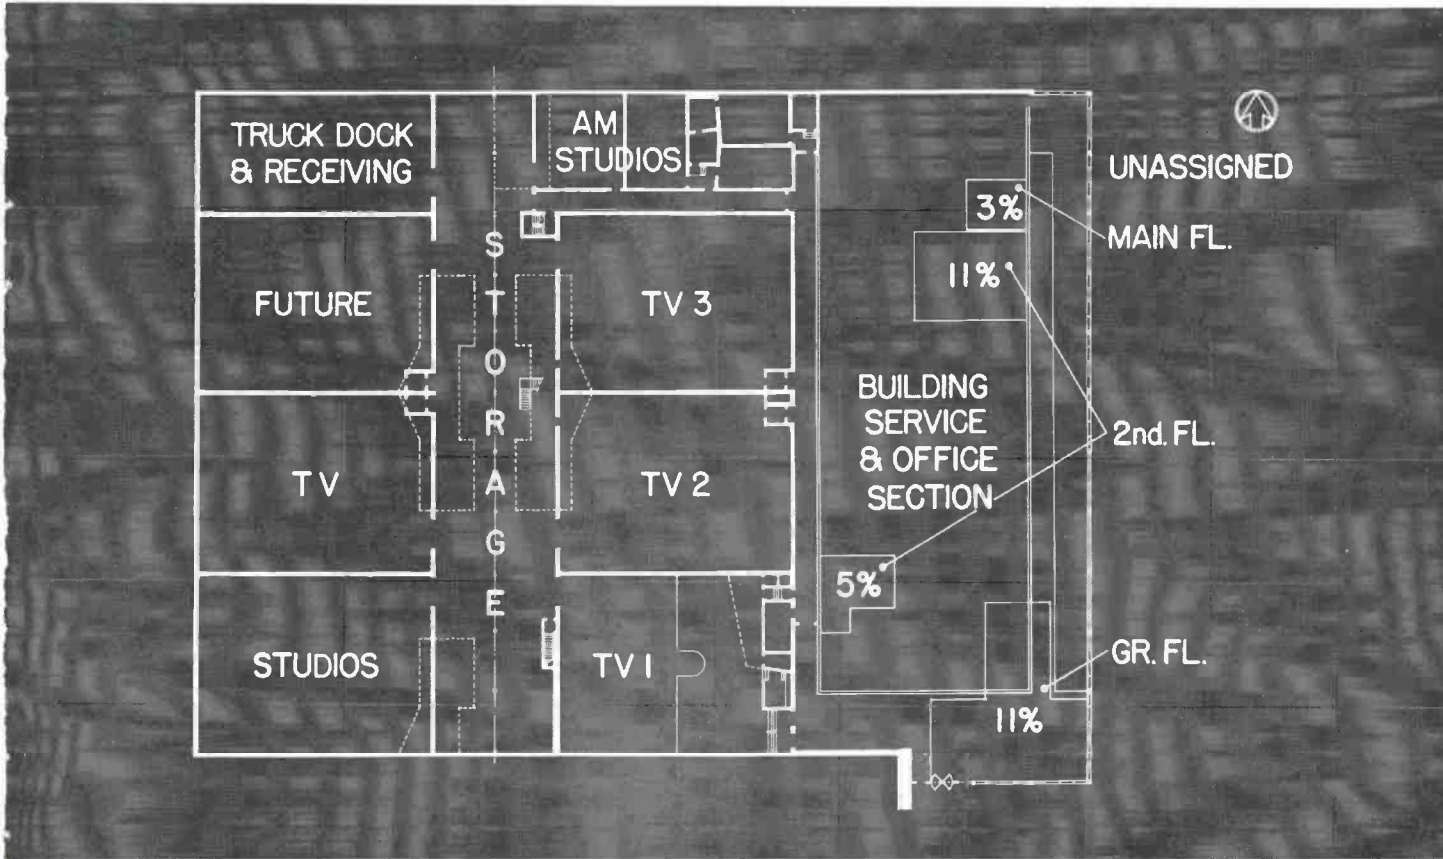 TRUCK DOCK
& RECEIVING
AM
STUDIOS
UNASSIGNED
3%
MAIN FL.
11%
STORAGE
FUTURE
TV 3
BUILDING
SERVICE
& OFFICE
SECTION
2nd. FL.
TV
TV 2
5%
STUDIOS
TV 1
GR. FL.
11%